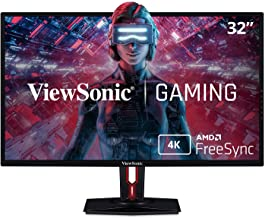 32"
ViewSonic | GAMING
4K
AMD
FreeSync
ViewSonic